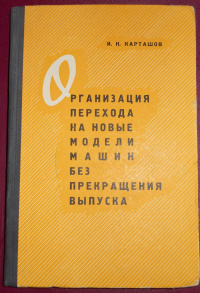 И. Н. КАРТАШОВ
ОРГАНИЗАЦИЯ
ПЕРЕХОДА
НА НОВЫЕ
МОДЕЛИ
МАШИН
БЕЗ
ПРЕКРАЩЕНИЯ
ВЫПУСКА